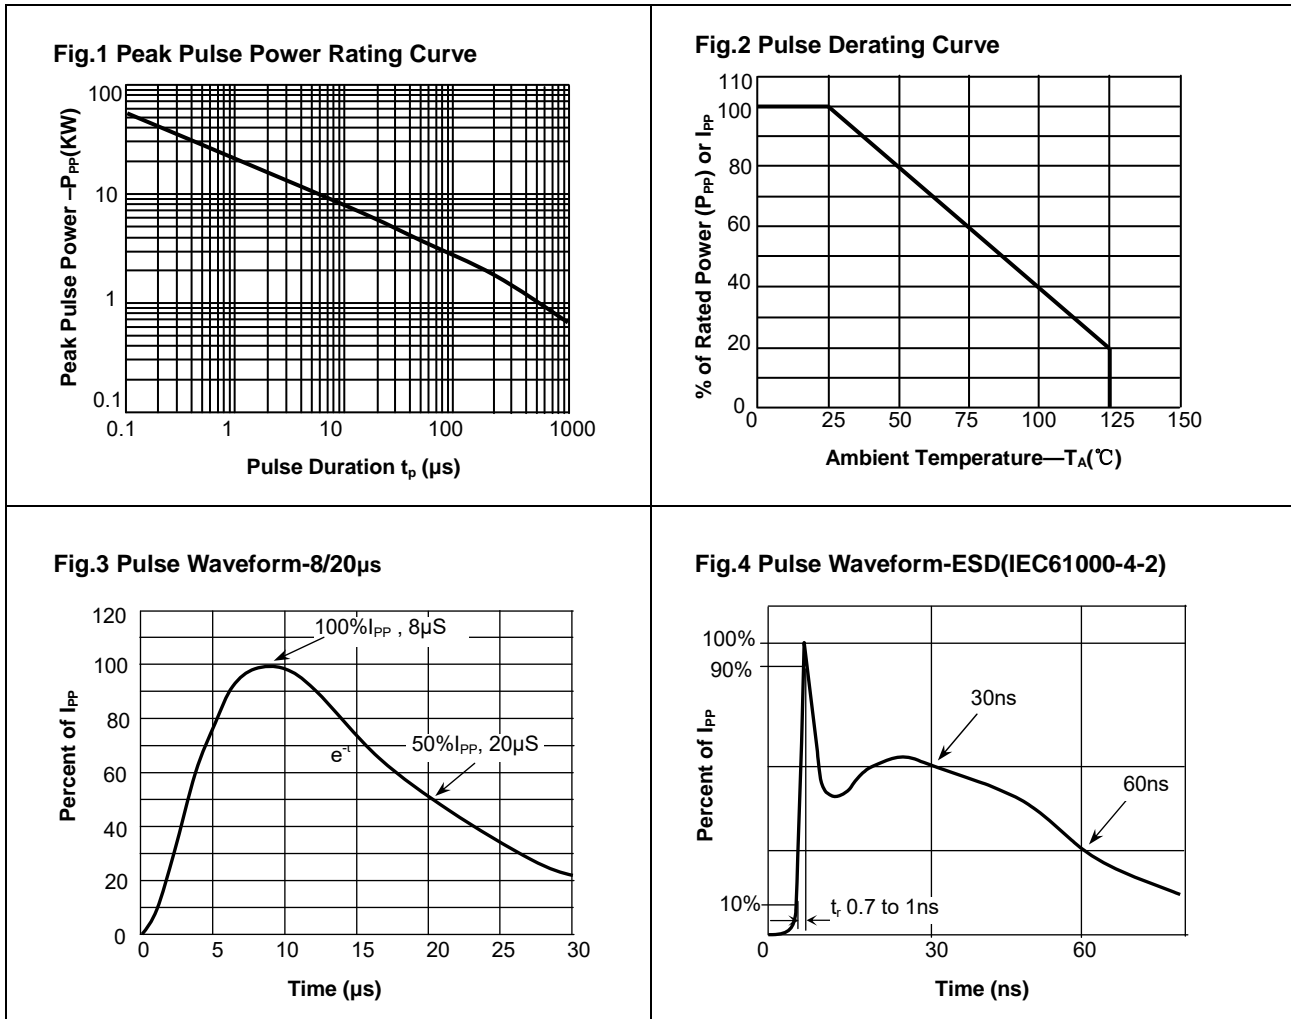 Fig.1 Peak Pulse Power Rating Curve
Peak Pulse Power –PPP(KW)
100
10
1
0.1
0.1 1 10 100 1000
Pulse Duration tp (µs)
Fig.2 Pulse Derating Curve
% of Rated Power (PPP) or IPP
110
100
80
60
40
20
0
25 50 75 100 125 150
Ambient Temperature—TA(℃)
Fig.3 Pulse Waveform-8/20µs
Percent of IPP
120
100
80
60
40
20
0
100%IPP , 8µS
e-t
50%IPP, 20µS
0 5 10 15 20 25 30
Time (µs)
Fig.4 Pulse Waveform-ESD(IEC61000-4-2)
Percent of IPP
100%
90%
10%
30ns
60ns
tr 0.7 to 1ns
0 30 60
Time (ns)